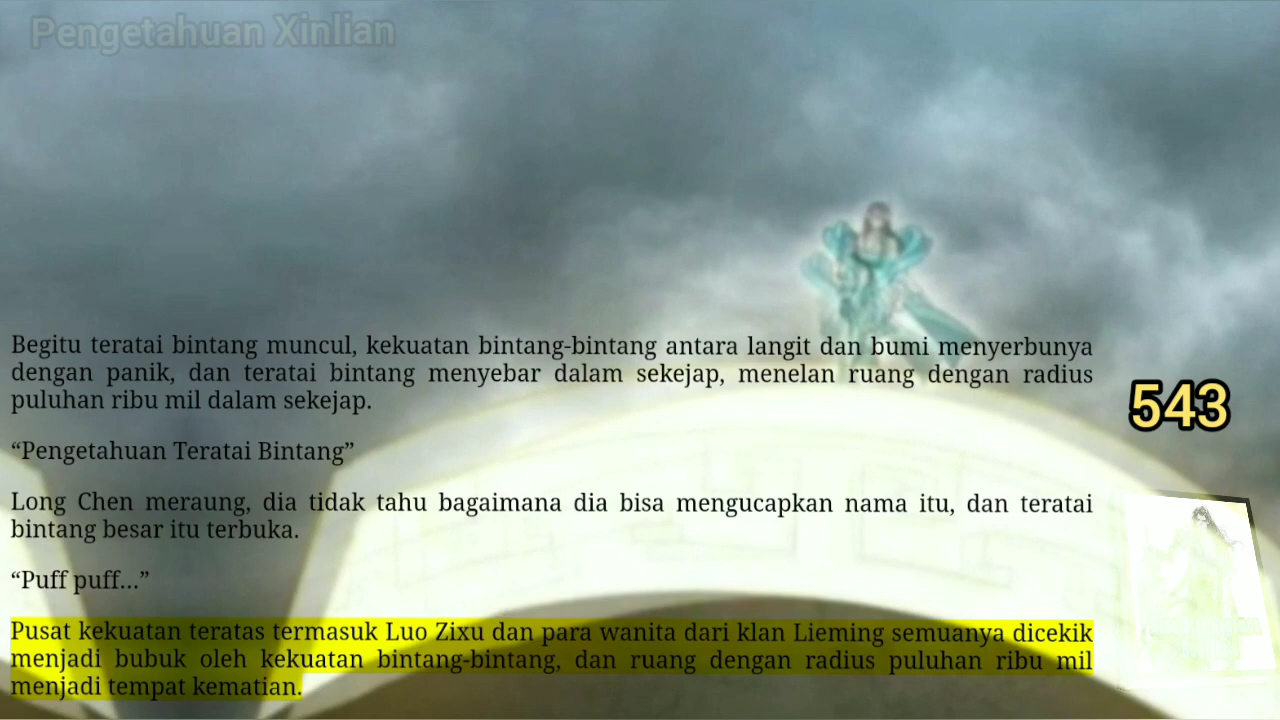 Pengetahuan Xinlian
Begitu teratai bintang muncul, kekuatan bintang-bintang antara langit dan bumi menyerbunya
dengan panik, dan teratai bintang menyebar dalam sekejap, menelan ruang dengan radius
puluhan ribu mil dalam sekejap.
“Pengetahuan Teratai Bintang”
Long Chen meraung, dia tidak tahu bagaimana dia bisa mengucapkan nama itu, dan teratai
bintang besar itu terbuka.
“Puff puff...”
Pusat kekuatan teratas termasuk Luo Zixu dan para wanita dari klan Lieming semuanya dicekik
menjadi bubuk oleh kekuatan bintang-bintang, dan ruang dengan radius puluhan ribu mil
menjadi tempat kematian.
543